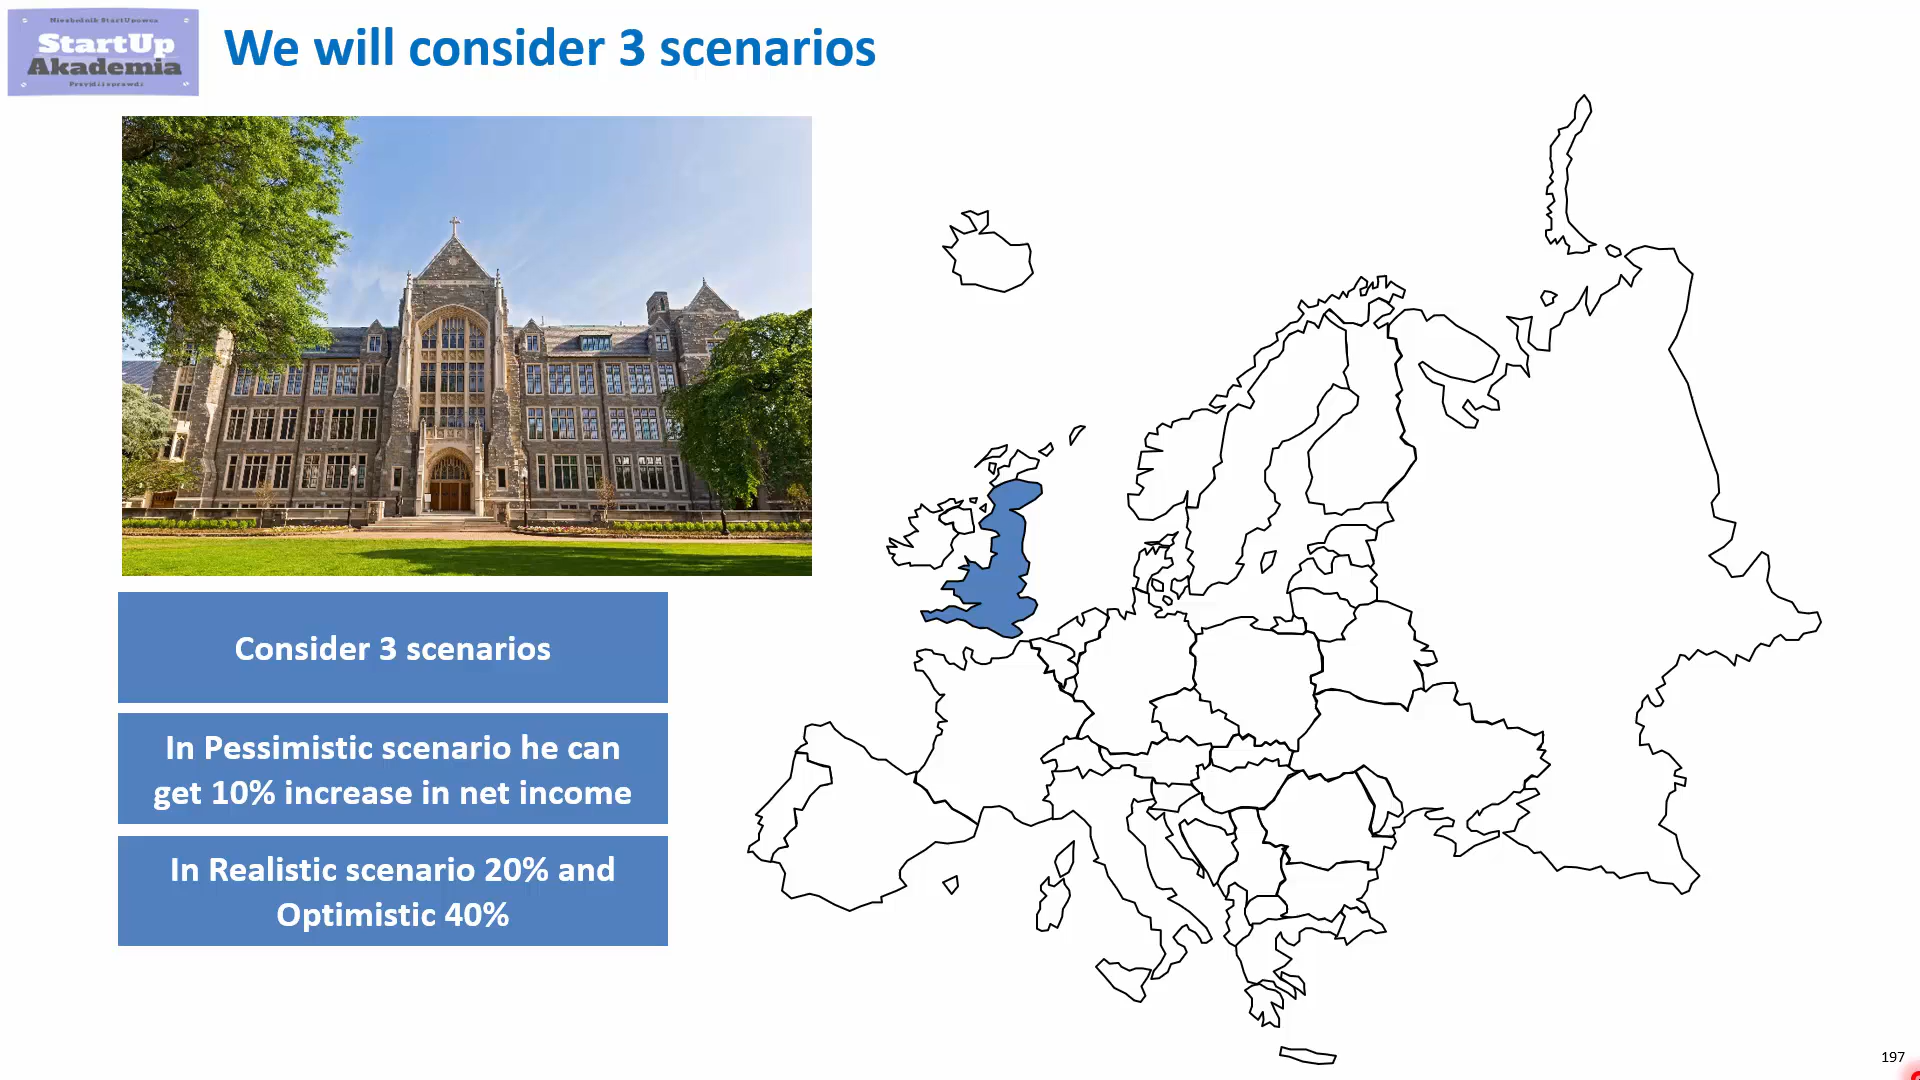 StartUp
Akademia
We will consider 3 scenarios
Consider 3 scenarios
In Pessimistic scenario he can
get 10% increase in net income
In Realistic scenario 20% and
Optimistic 40%
197